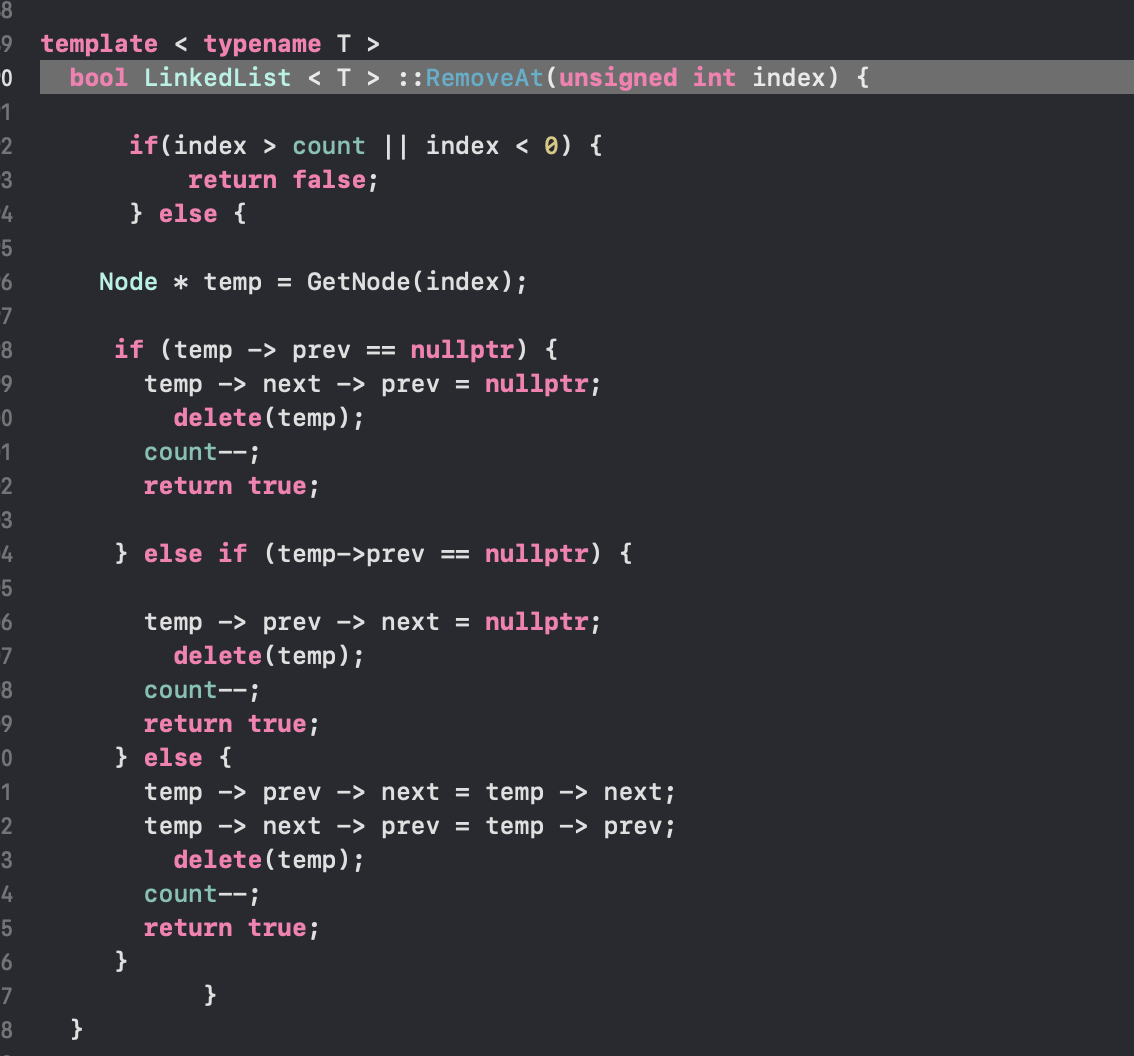 8
9 template < typename T >
0 bool LinkedList < T > ::RemoveAt(unsigned int index) {
1
2 if(index > count || index < 0) {
3 return false;
4 } else {
5
6 Node * temp = GetNode(index);
7
8 if (temp -> prev == nullptr) {
9 temp -> next -> prev = nullptr;
0 delete(temp);
1 count--;
2 return true;
3
4 } else if (temp->prev == nullptr) {
5
6 temp -> prev -> next = nullptr;
7 delete(temp);
8 count--;
9 return true;
0 } else {
1 temp -> prev -> next = temp -> next;
2 temp -> next -> prev = temp -> prev;
3 delete(temp);
4 count--;
5 return true;
6 }
7 }
8 }